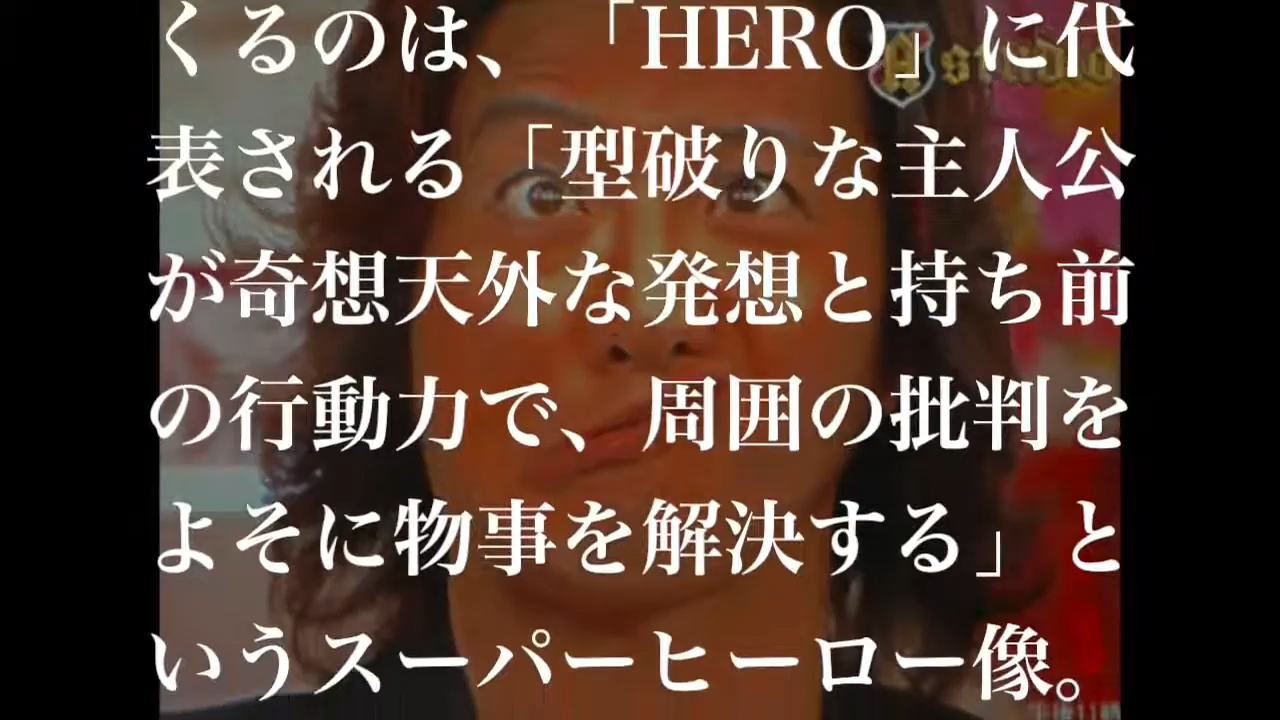 くるのは、「HERO」に代
表される「型破りな主人公
が奇想天外な発想と持ち前
の行動力で、周囲の批判を
よそに物事を解決する」と
いうスーパーヒーロー像。